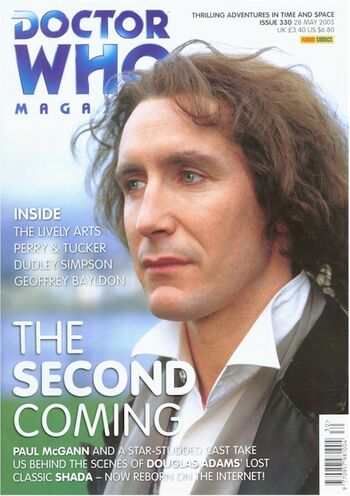 DOCTOR
WHO
MAGA
THRILLING ADVENTURES IN TIME AND SPACE
ISSUE 330 28 MAY 2003
UK £3.40 US $6.80
PANINI COMICS
INSIDE
THE LIVELY ARTS
PERRY & TUCKER
DUDLEY SIMPSON
GEOFFREY BAYLDON
THE
SECOND
COMING
PAUL McGANN AND A STAR-STUDDED CAST TAKE
US BEHIND THE SCENES OF DOUGLAS ADAMS' LOST
CLASSIC SHADA – NOW REBORN ON THE INTERNET!